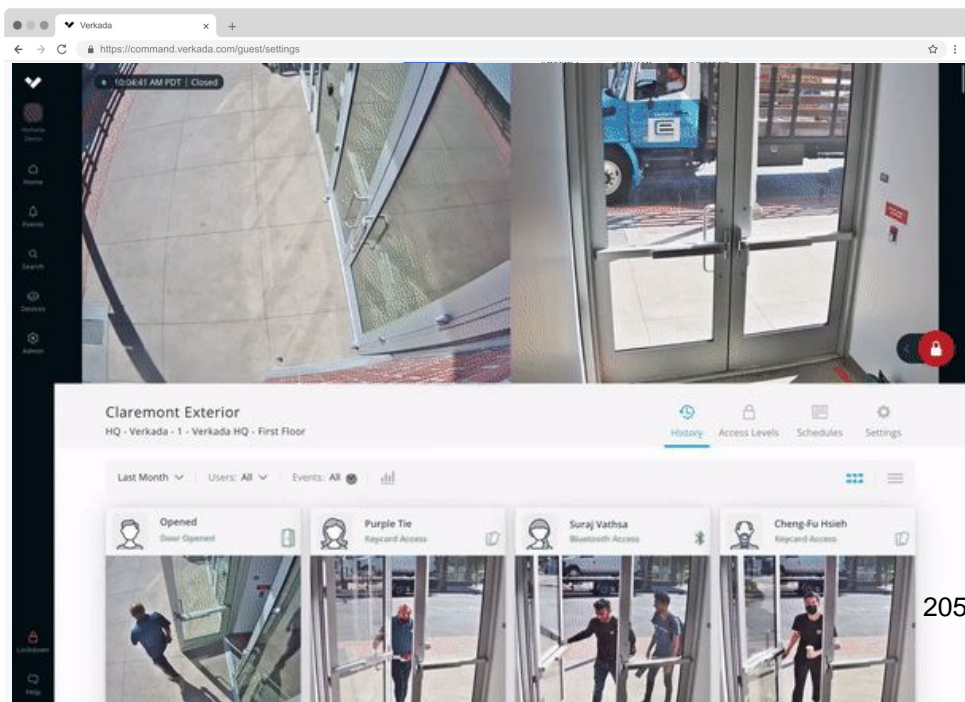 Verkada
https://command.verkada.com/guest/settings
10:04:41 AM PDT | Closed
Verkada
Demo
Home
Events
Search
Devices
Admin
Claremont Exterior
HQ - Verkada - 1 - Verkada HQ - First Floor
History
Access Levels
Schedules
Settings
Last Month
Users: All
Events: All
Opened
Door Opened
Purple Tie
Keycard Access
Suraj Vathsa
Bluetooth Access
Cheng-Fu Hsieh
Keycard Access
205
Lockdown
Help